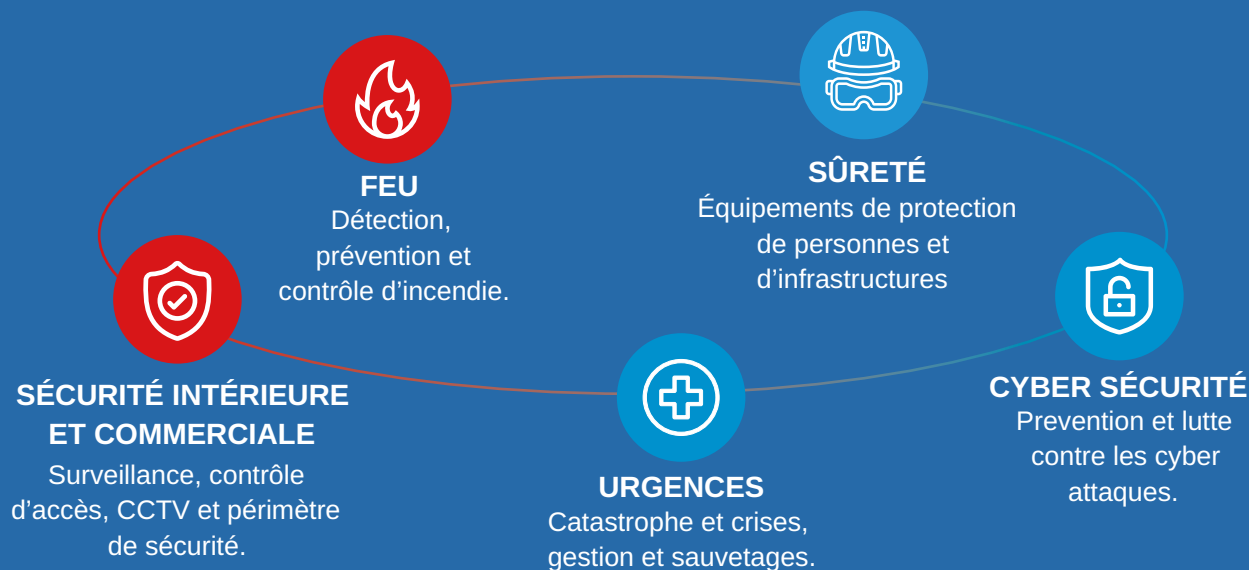 FEU
Détection,
prévention et
contrôle d’incendie.
SÛRETÉ
Équipements de protection
de personnes et
d’infrastructures
SÉCURITÉ INTÉRIEURE
ET COMMERCIALE
Surveillance, contrôle
d’accès, CCTV et périmètre
de sécurité.
URGENCES
Catastrophe et crises,
gestion et sauvetages.
CYBER SÉCURITÉ
Prevention et lutte
contre les cyber
attaques.